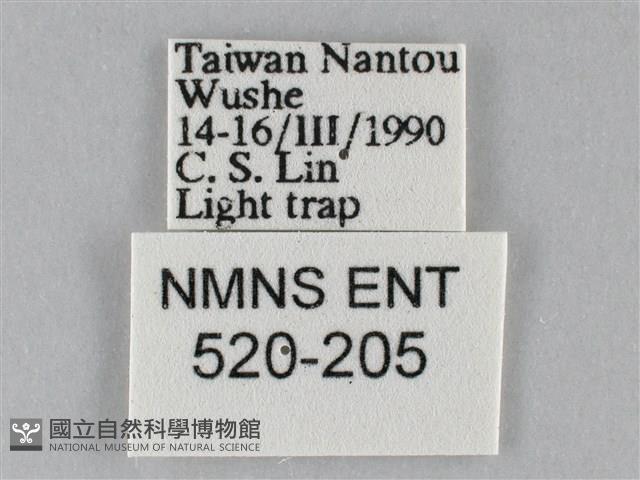 Taiwan Nantou
Wushe
14-16/III/1990
C. S. Lin
Light trap
NMNS ENT
520-205
國立自然科學博物館
NATIONAL MUSEUM OF NATURAL SCIENCE